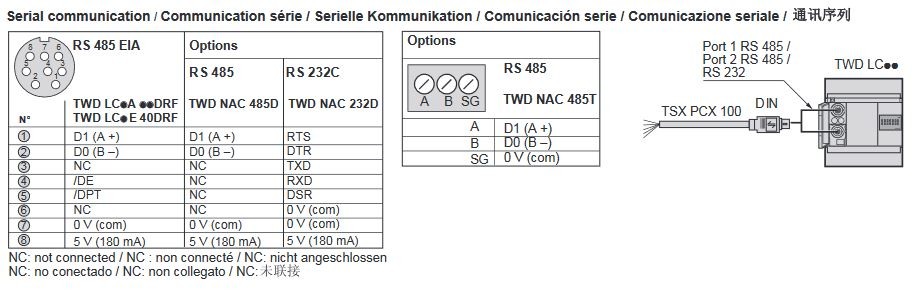 Serial communication / Communication série / Serielle Kommunikation / Comunicación serie / Comunicazione seriale / 通讯序列
RS 485 EIA
Options
8 7 6
5 4 3
2 1
RS 485
RS 232C
TWD LC●A ●●DRF
TWD LC●E 40DRF
TWD NAC 485D
TWD NAC 232D
N°
1 D1 (A +) D1 (A +) RTS
2 D0 (B –) D0 (B –) DTR
3 NC NC TXD
4 /DE NC RXD
5 /DPT NC DSR
6 NC NC 0 V (com)
7 0 V (com) 0 V (com) 0 V (com)
8 5 V (180 mA) 5 V (180 mA) 5 V (180 mA)
NC: not connected / NC : non connecté / NC: nicht angeschlossen
NC: no conectado / NC: non collegato / NC:未联接
Options
A B SG
RS 485
TWD NAC 485T
A D1 (A +)
B D0 (B –)
SG 0 V (com)
Port 1 RS 485 /
Port 2 RS 485 /
RS 232
TWD LC●●
TSX PCX 100
DIN